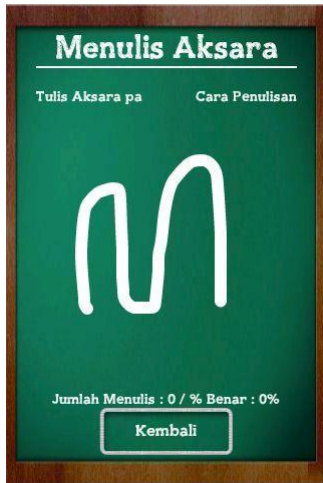 Menulis Aksara
Tulis Aksara pa Cara Penulisan
ꦥ
Jumlah Menulis : 0 / % Benar : 0%
Kembali